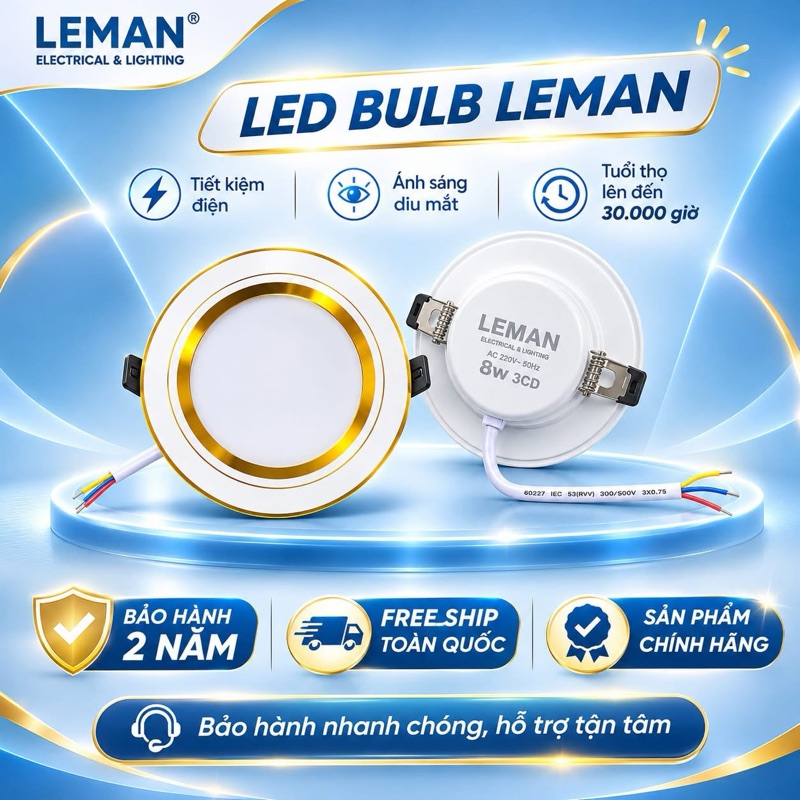 LEMAN®
ELECTRICAL & LIGHTING
LED BULB LEMAN
Tiết kiệm
điện
Ánh sáng
diu mắt
Tuổi thọ
lên đến
30.000 giờ
LEMAN
ELECTRICAL & LIGHTING
AC 220V~ 50Hz
8w 3CD
60227 IEC 53(RVV) 300/500V 3X0.75
BẢO HÀNH
2 NĂM
FREE SHIP
TOÀN QUỐC
SẢN PHẨM
CHÍNH HÃNG
Bảo hành nhanh chóng, hỗ trợ tận tâm